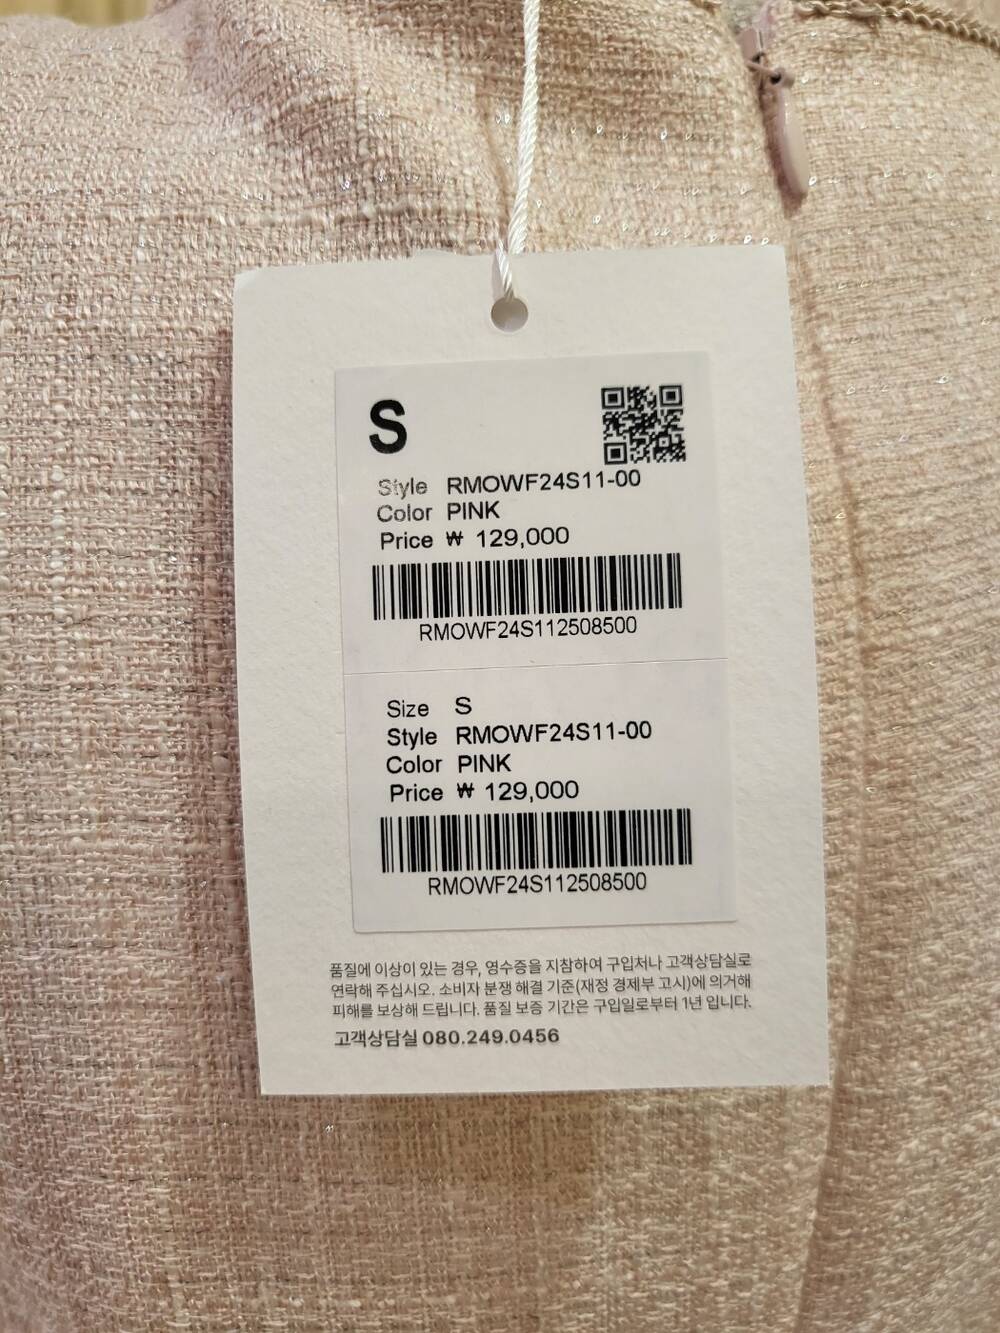 S
Style RMOWF24S11-00
Color PINK
Price ₩ 129,000
RMOWF24S112508500
Size S
Style RMOWF24S11-00
Color PINK
Price ₩ 129,000
RMOWF24S112508500
품질에 이상이 있는 경우, 영수증을 지참하여 구입처나 고객상담실로
연락해 주십시오. 소비자 분쟁 해결 기준(재정 경제부 고시)에 의거해
피해를 보상해 드립니다. 품질 보증 기간은 구입일로부터 1년 입니다.
고객상담실 080.249.0456